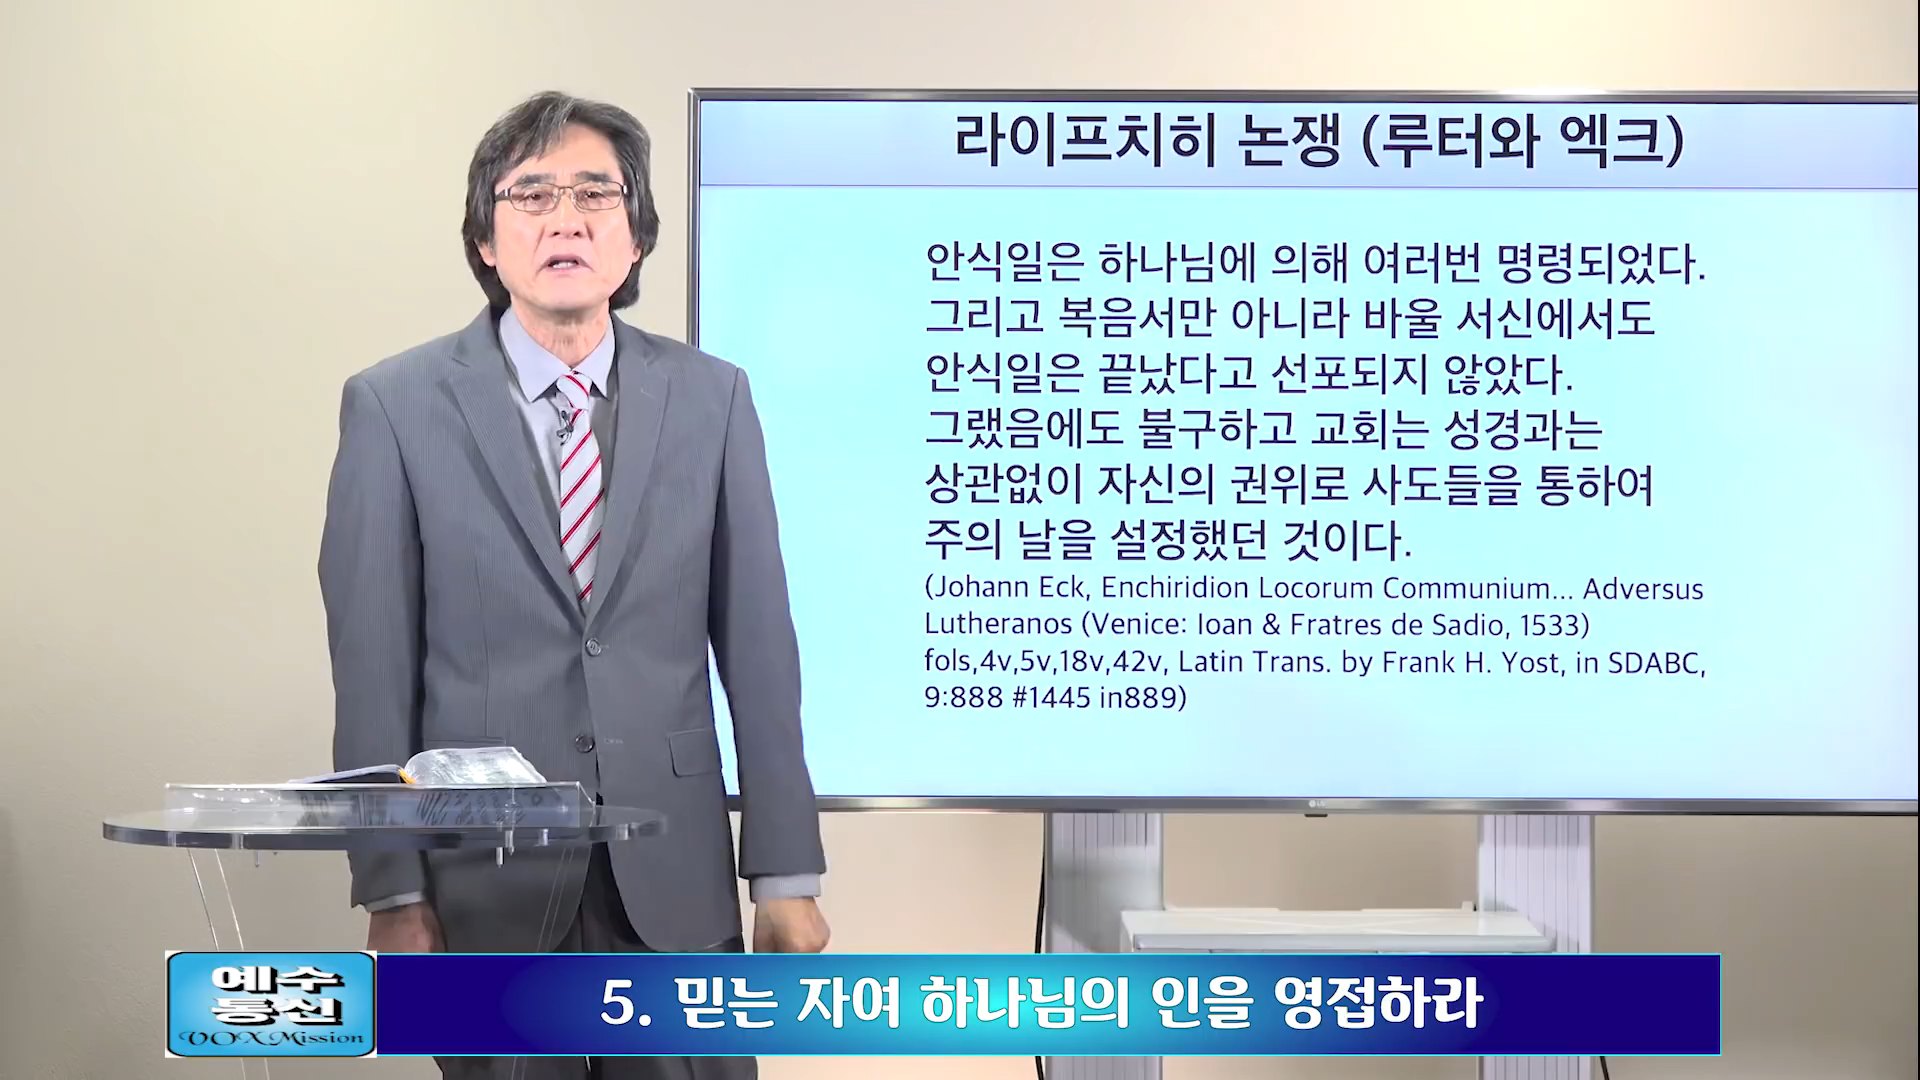 라이프치히 논쟁 (루터와 엑크)
안식일은 하나님에 의해 여러번 명령되었다.
그리고 복음서만 아니라 바울 서신에서도
안식일은 끝났다고 선포되지 않았다.
그랬음에도 불구하고 교회는 성경과는
상관없이 자신의 권위로 사도들을 통하여
주의 날을 설정했던 것이다.
(Johann Eck, Enchiridion Locorum Communium... Adversus
Lutheranos (Venice: Ioan & Fratres de Sadio, 1533)
fols,4v,5v,18v,42v, Latin Trans. by Frank H. Yost, in SDABC,
9:888 #1445 in889)
LG
예수
통신
VOX Mission
5. 믿는 자여 하나님의 인을 영접하라